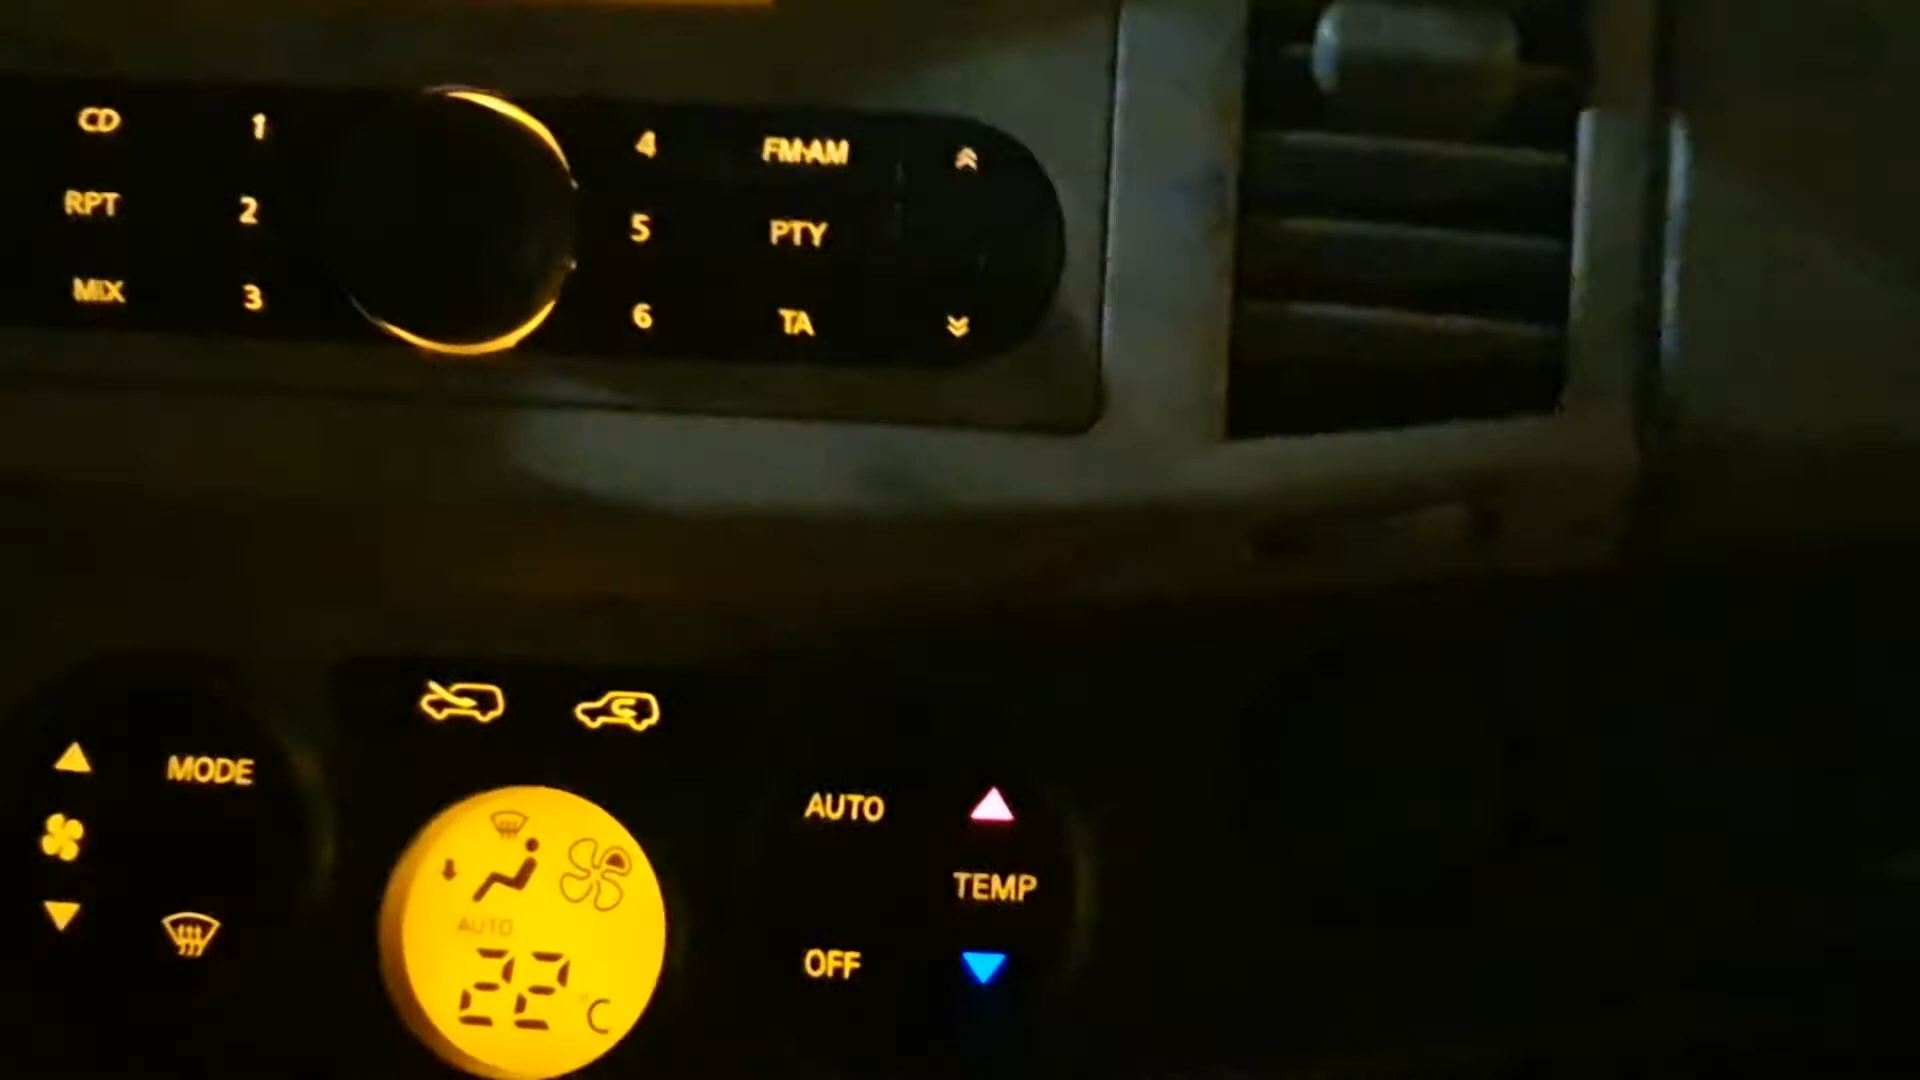 CD 1 4 FM·AM
RPT 2 5 PTY
MIX 3 6 TA
MODE
AUTO
TEMP
OFF
AUTO
22°C